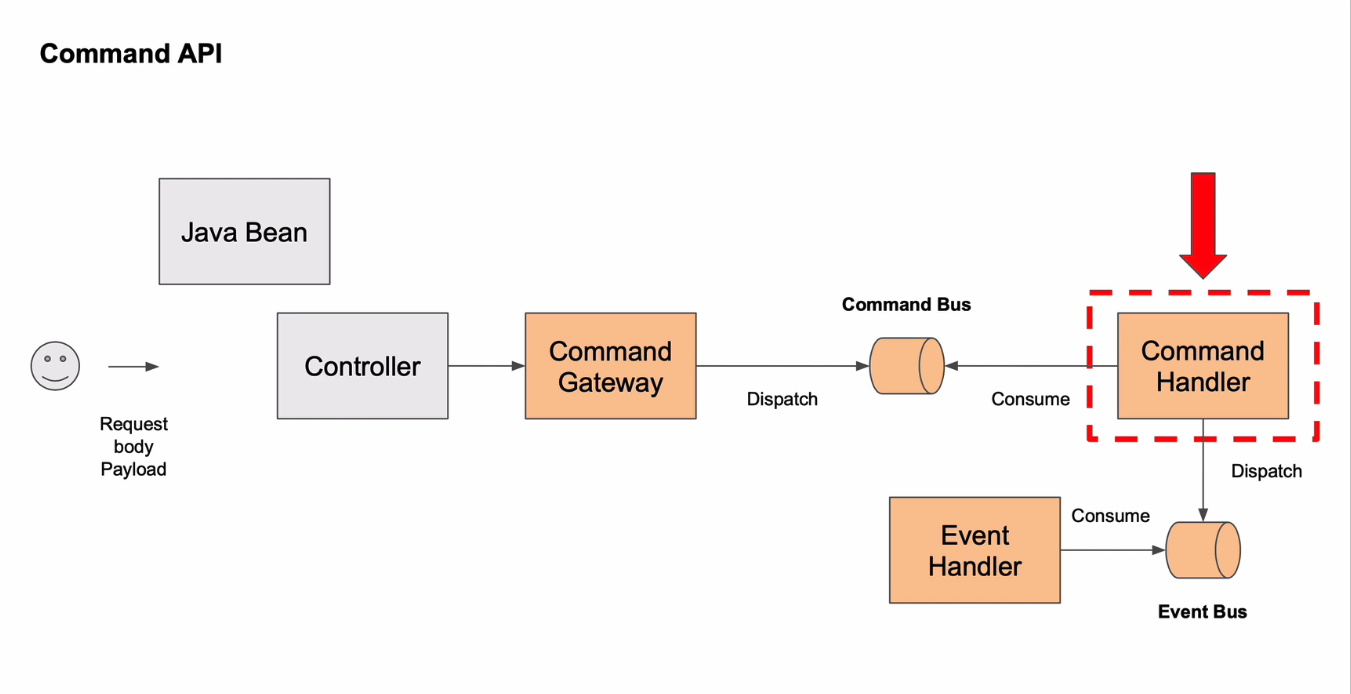 Command API
Java Bean
Request
body
Payload
Controller
Command
Gateway
Dispatch
Command Bus
Consume
Command
Handler
Dispatch
Event
Handler
Consume
Event Bus